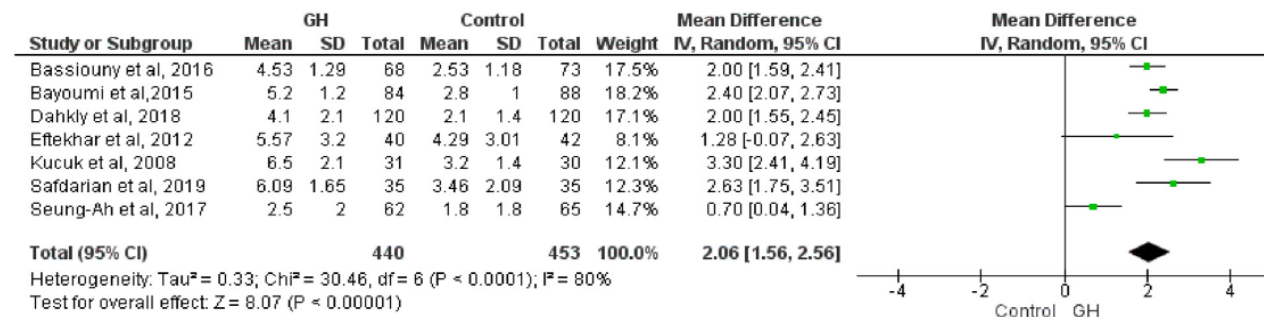 GH Control Mean Difference Mean Difference
Study or Subgroup Mean SD Total Mean SD Total Weight IV, Random, 95% CI IV, Random, 95% CI
Bassiouny et al, 2016 4.53 1.29 68 2.53 1.18 73 17.5% 2.00 [1.59, 2.41]
Bayoumi et al,2015 5.2 1.2 84 2.8 1 88 18.2% 2.40 [2.07, 2.73]
Dahkly et al, 2018 4.1 2.1 120 2.1 1.4 120 17.1% 2.00 [1.55, 2.45]
Eftekhar et al, 2012 5.57 3.2 40 4.29 3.01 42 8.1% 1.28 [-0.07, 2.63]
Kucuk et al, 2008 6.5 2.1 31 3.2 1.4 30 12.1% 3.30 [2.41, 4.19]
Safdarian et al, 2019 6.09 1.65 35 3.46 2.09 35 12.3% 2.63 [1.75, 3.51]
Seung-Ah et al, 2017 2.5 2 62 1.8 1.8 65 14.7% 0.70 [0.04, 1.36]
Total (95% CI) 440 453 100.0% 2.06 [1.56, 2.56]
Heterogeneity: Tau² = 0.33; Chi² = 30.46, df = 6 (P < 0.0001); I² = 80%
Test for overall effect: Z = 8.07 (P < 0.00001)
-4 -2 0 2 4
Control GH